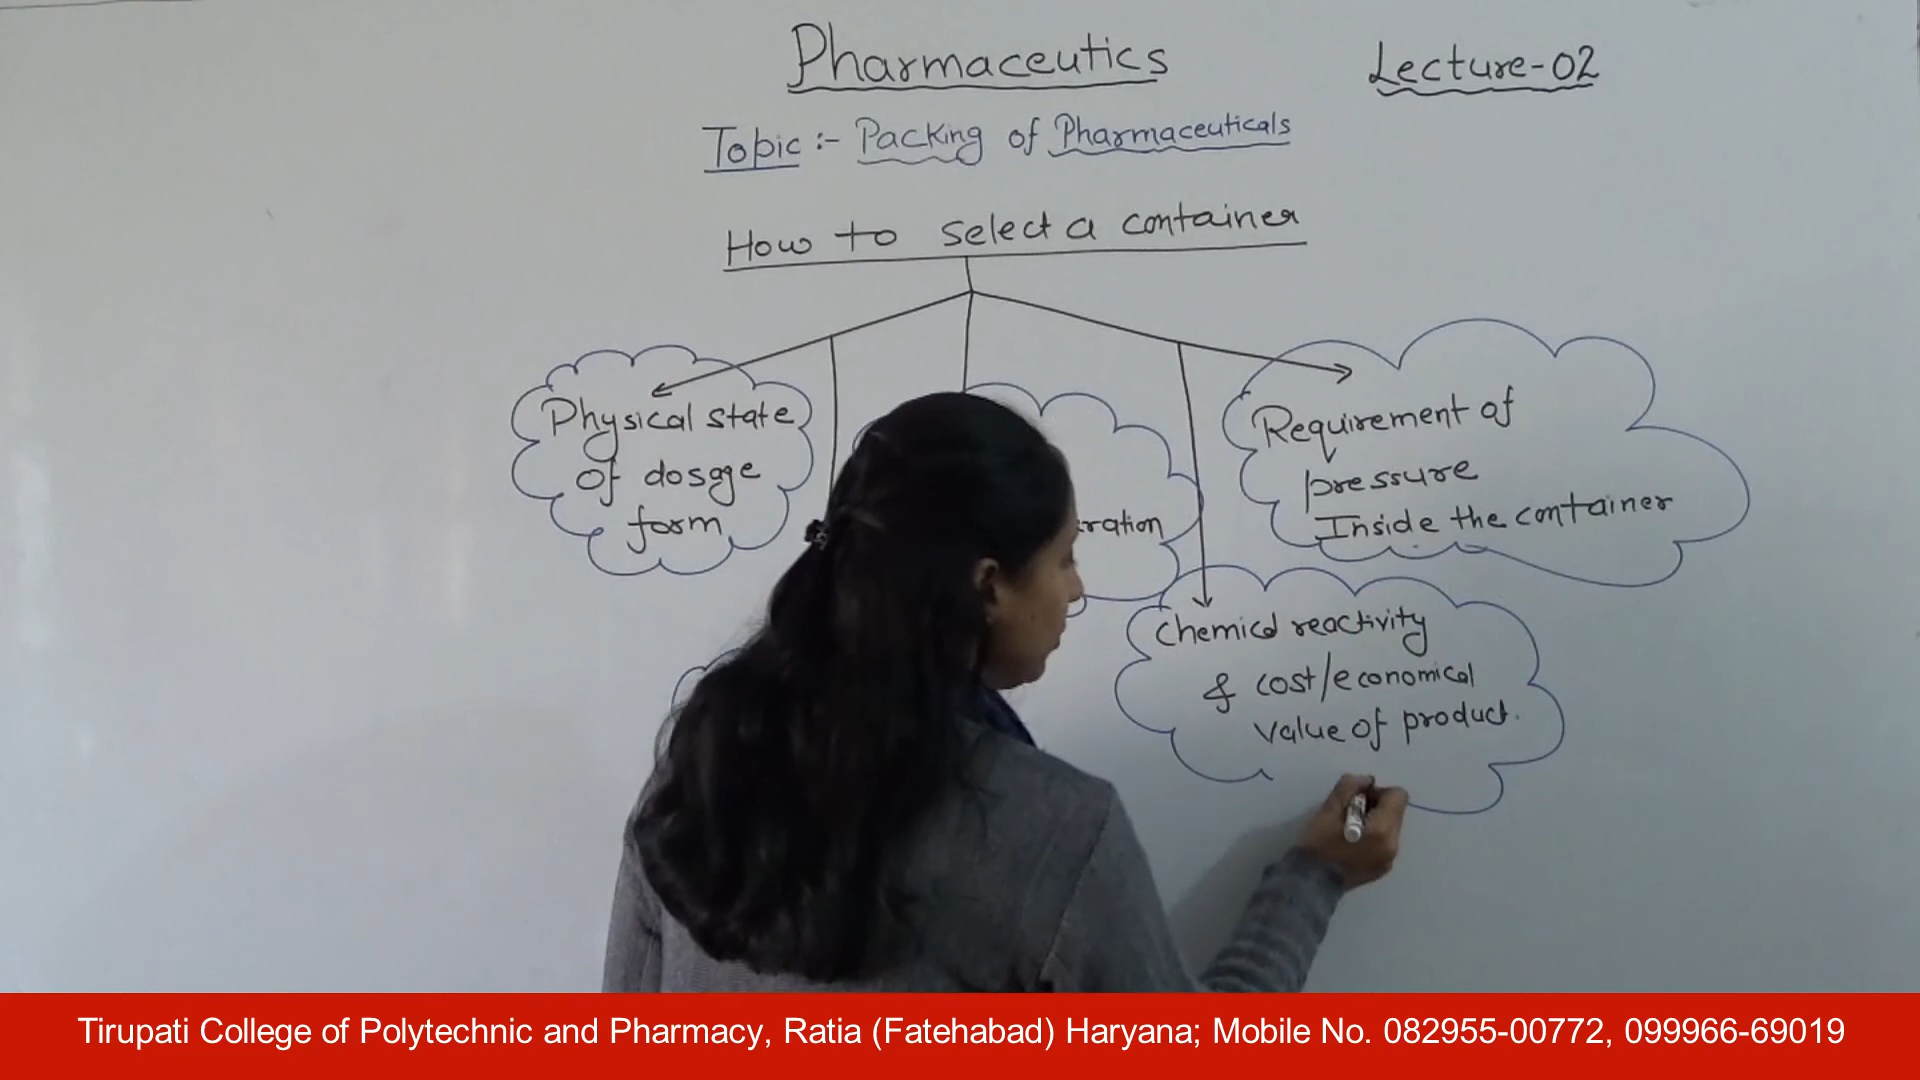 Pharmaceutics
Lecture-02
Topic :- Packing of Pharmaceuticals
How to select a container
Physical state
of dosage
form
Requirement of
pressure
Inside the container
Chemical reactivity
& cost/economical
value of product.
Tirupati College of Polytechnic and Pharmacy, Ratia (Fatehabad) Haryana; Mobile No. 082955-00772, 099966-69019